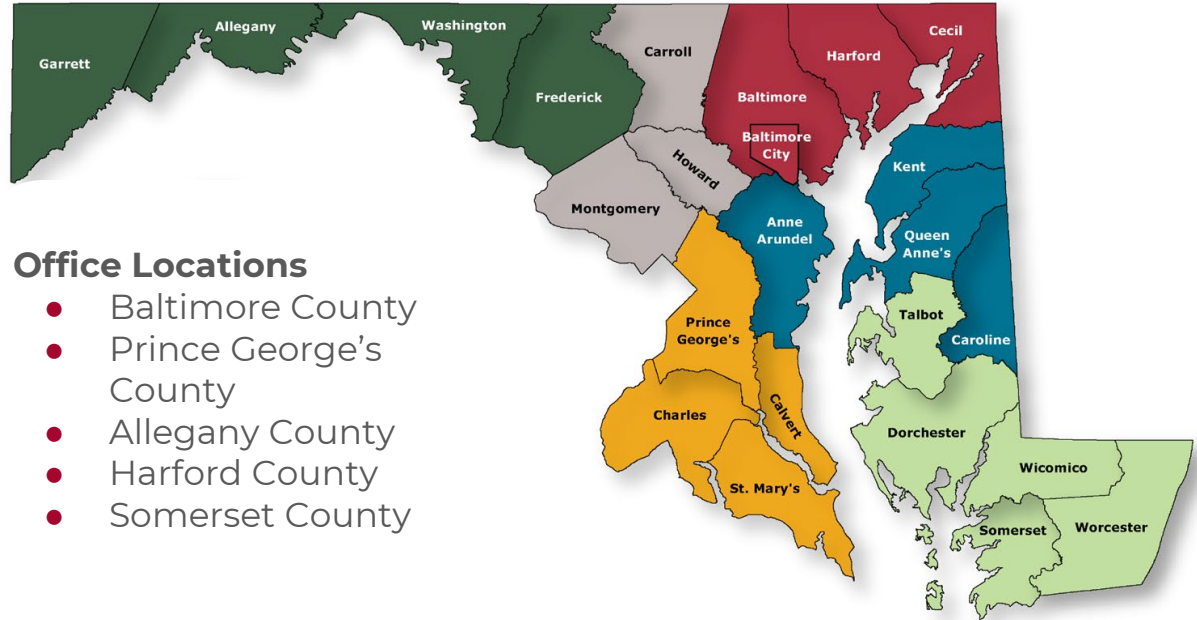 Garrett
Allegany
Washington
Frederick
Carroll
Baltimore
Harford
Cecil
Baltimore
City
Howard
Montgomery
Kent
Anne
Arundel
Queen
Anne's
Talbot
Caroline
Prince
George's
Charles
Calvert
St. Mary's
Dorchester
Wicomico
Somerset
Worcester
Office Locations
● Baltimore County
● Prince George’s
County
● Allegany County
● Harford County
● Somerset County